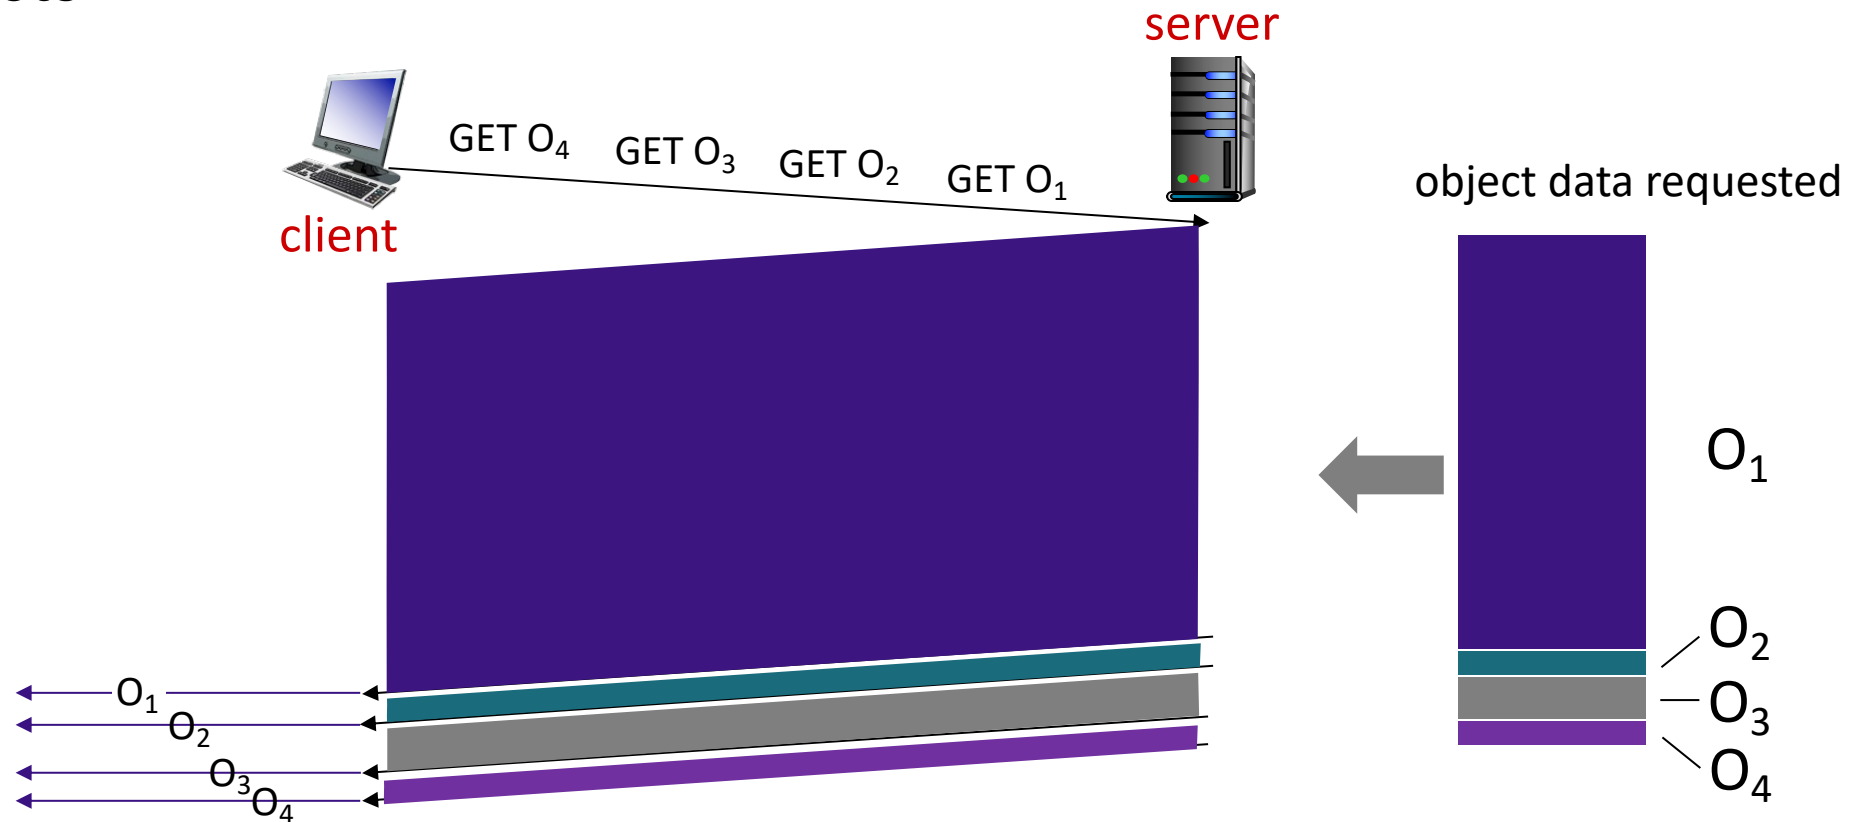 server
GET O₄
GET O₃
GET O₂
GET O₁
object data requested
client
O₁
O₂
O₃
O₄
O₁
O₂
O₃
O₄